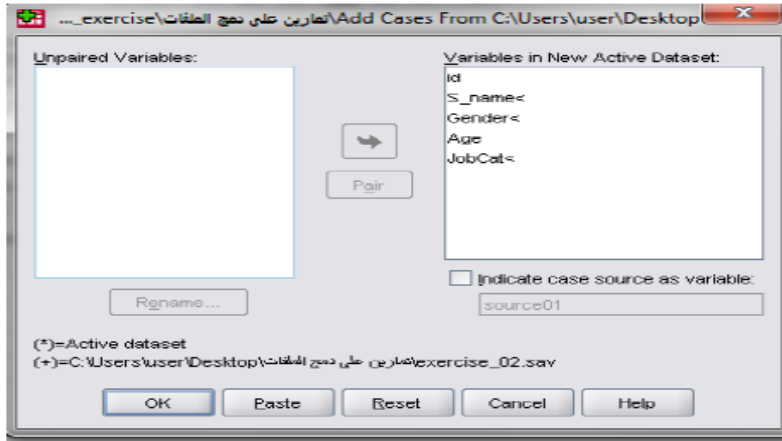 Add Cases From C:\Users\user\Desktop\تمارين على دمج الملفات\exercise_...
Unpaired Variables:
Variables in New Active Dataset:
id
S_name<
Gender<
Age
JobCat<
Pair
Indicate case source as variable:
Rename...
source01
(*)=Active dataset
(+)=C:\Users\user\Desktop\تمارين على دمج الملفات\exercise_02.sav
OK Paste Reset Cancel Help